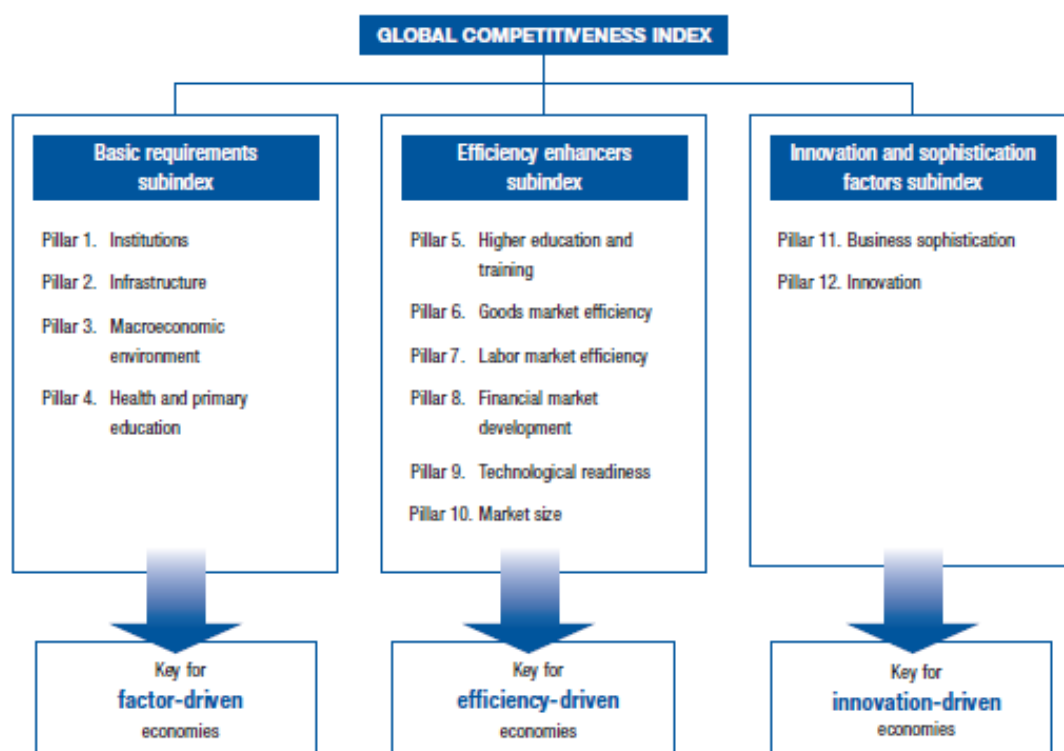 GLOBAL COMPETITIVENESS INDEX
Basic requirements
subindex
Pillar 1. Institutions
Pillar 2. Infrastructure
Pillar 3. Macroeconomic
environment
Pillar 4. Health and primary
education
Key for
factor-driven
economies
Efficiency enhancers
subindex
Pillar 5. Higher education and
training
Pillar 6. Goods market efficiency
Pillar 7. Labor market efficiency
Pillar 8. Financial market
development
Pillar 9. Technological readiness
Pillar 10. Market size
Key for
efficiency-driven
economies
Innovation and sophistication
factors subindex
Pillar 11. Business sophistication
Pillar 12. Innovation
Key for
innovation-driven
economies